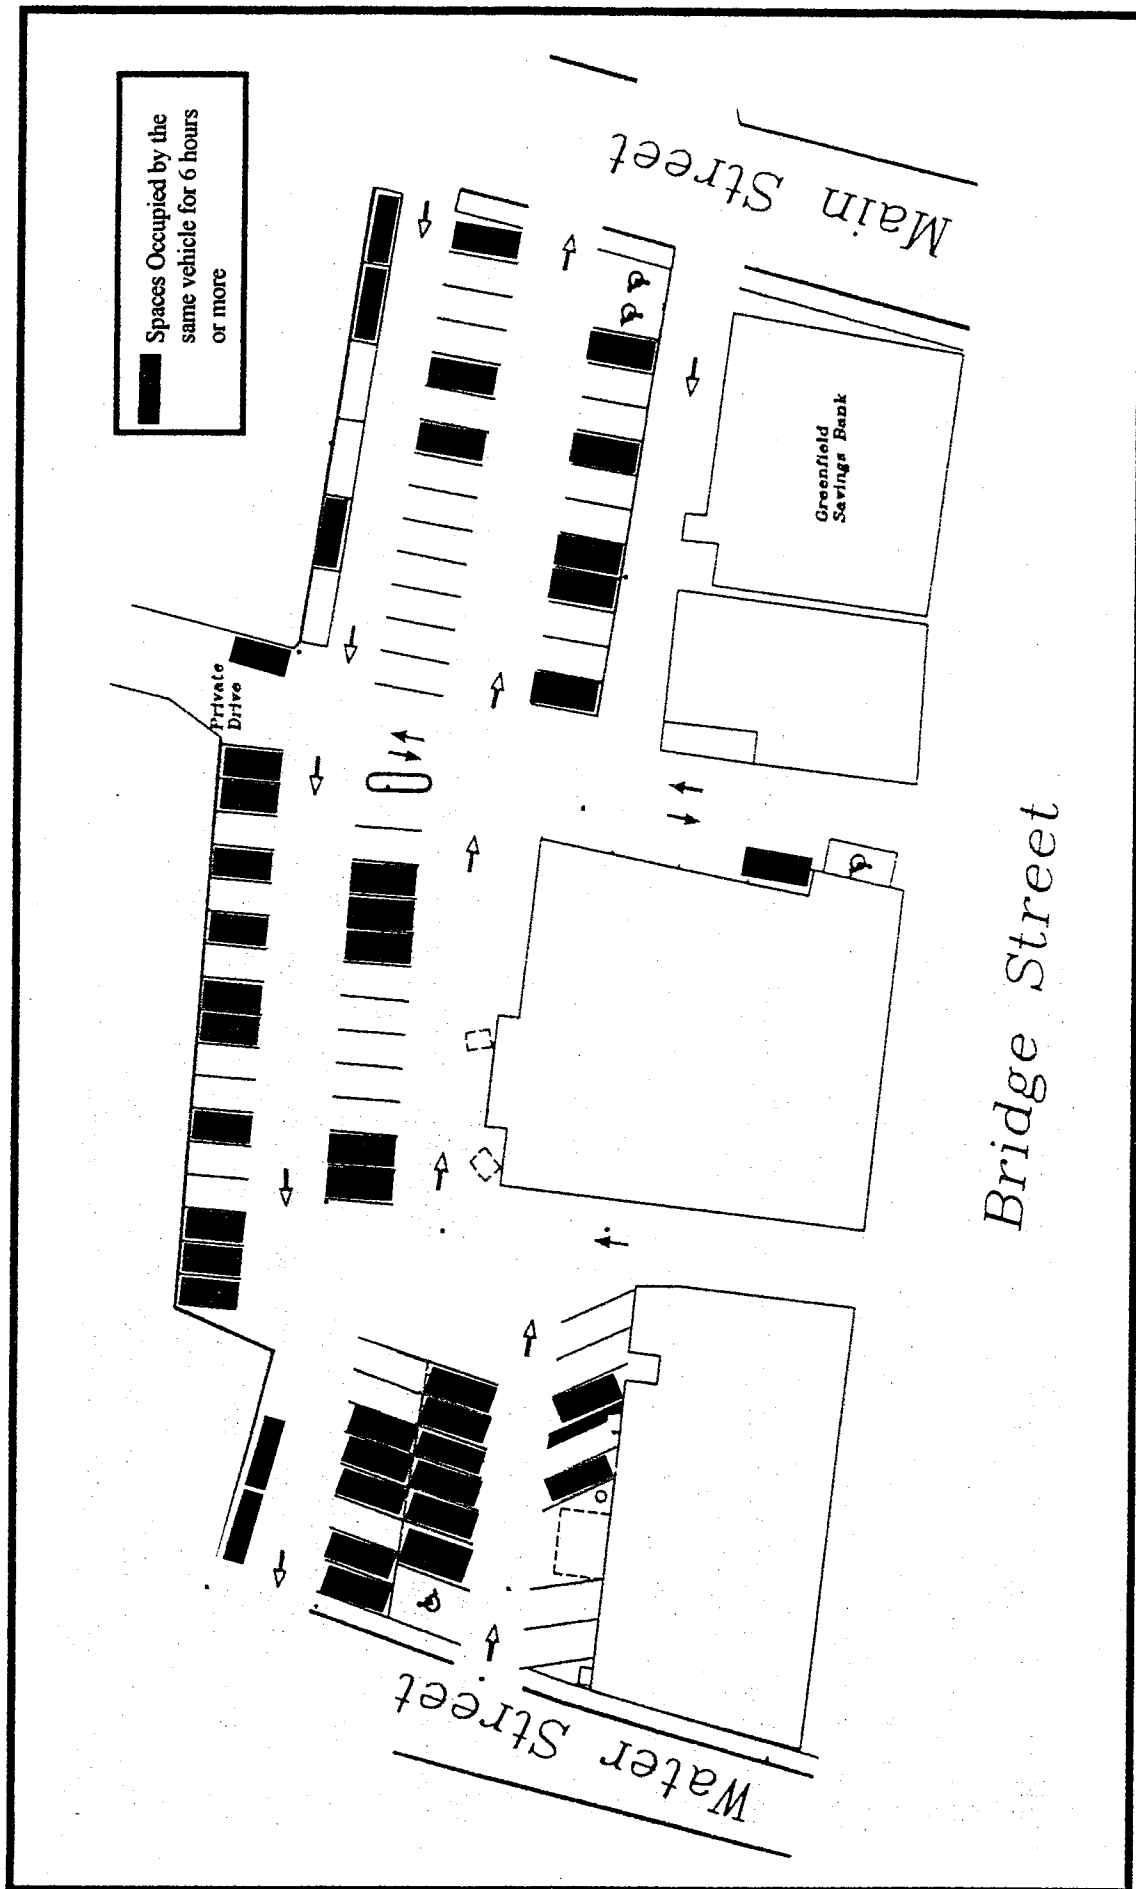 Spaces Occupied by the
same vehicle for 6 hours
or more
Main Street
Greenfield
Savings Bank
Private
Drive
Bridge Street
Water Street